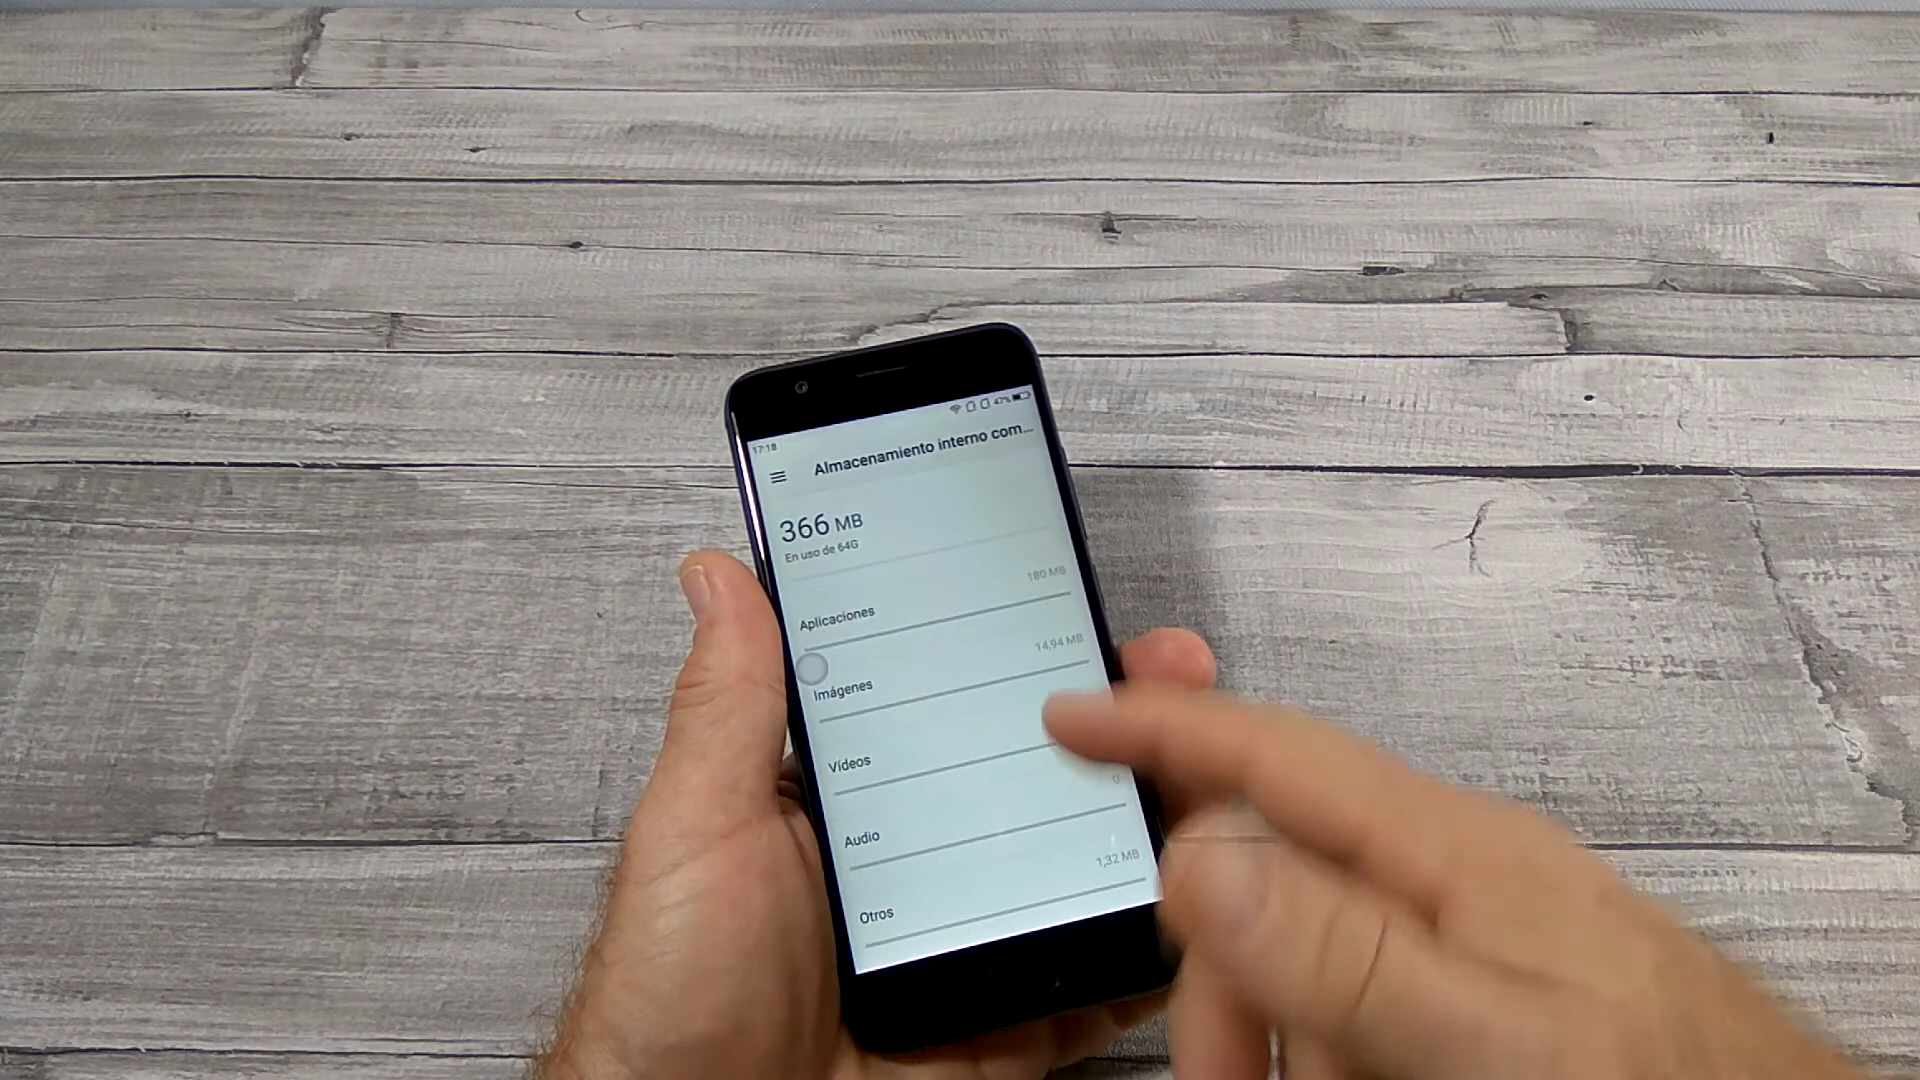 17:18
47%
Almacenamiento interno com...
366 MB
En uso de 64G
180 MB
Aplicaciones
14,94 MB
Imágenes
Vídeos
0
Audio
1,32 MB
Otros